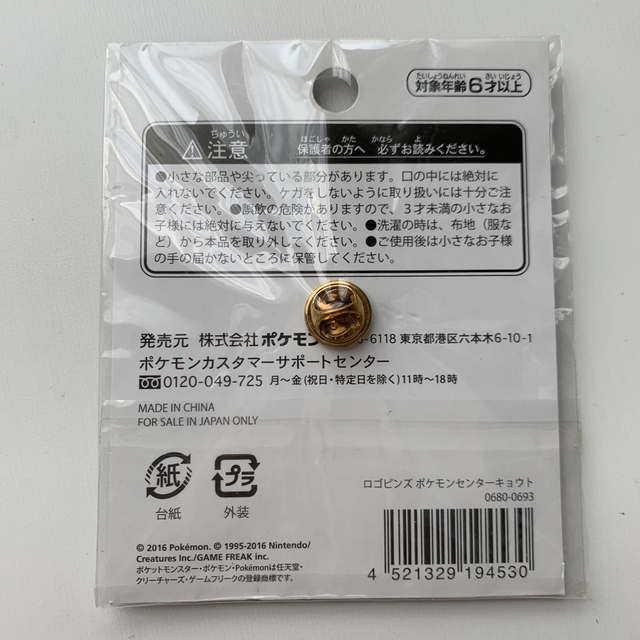 たいしょうねんれい さい いじょう
対象年齢6才以上
ちゅうい
注意
ほごしゃ かた かなら よ
保護者の方へ 必ずお読みください。
●小さな部品や尖っている部分があります。口の中には絶対に
入れないでください。ケガをしないように取り扱いには十分ご注
意ください。●誤飲の危険がありますので、3才未満の小さなお
子様には絶対に与えないでください。●洗濯の時は、布地(服な
ど)から本品を取り外してください。●ご使用後は小さなお子様
の手の届かないところに保管してください。
発売元 株式会社ポケモン -6118 東京都港区六本木6-10-1
ポケモンカスタマーサポートセンター
0120-049-725 月〜金(祝日・特定日を除く)11時〜18時
MADE IN CHINA
FOR SALE IN JAPAN ONLY
紙
台紙
プラ
外装
ロゴピンズ ポケモンセンターキョウト
0680-0693
© 2016 Pokémon. © 1995-2016 Nintendo/
Creatures Inc./GAME FREAK inc.
ポケットモンスター・ポケモン・Pokémonは任天堂・
クリーチャーズ・ゲームフリークの登録商標です。
4 521329 194530